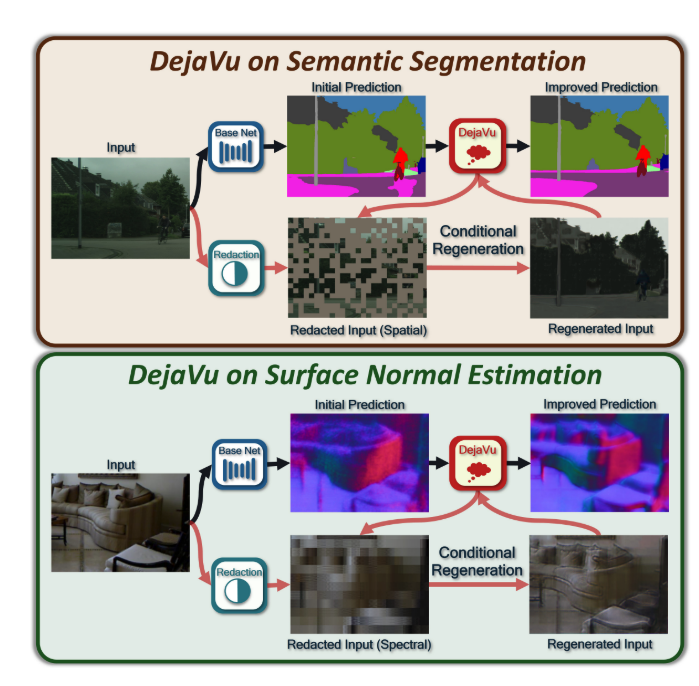 DejaVu on Semantic Segmentation
Initial Prediction
Improved Prediction
Input
Base Net
DejaVu
Redaction
Conditional
Regeneration
Redacted Input (Spatial)
Regenerated Input
DejaVu on Surface Normal Estimation
Initial Prediction
Improved Prediction
Input
Base Net
DejaVu
Redaction
Conditional
Regeneration
Redacted Input (Spectral)
Regenerated Input